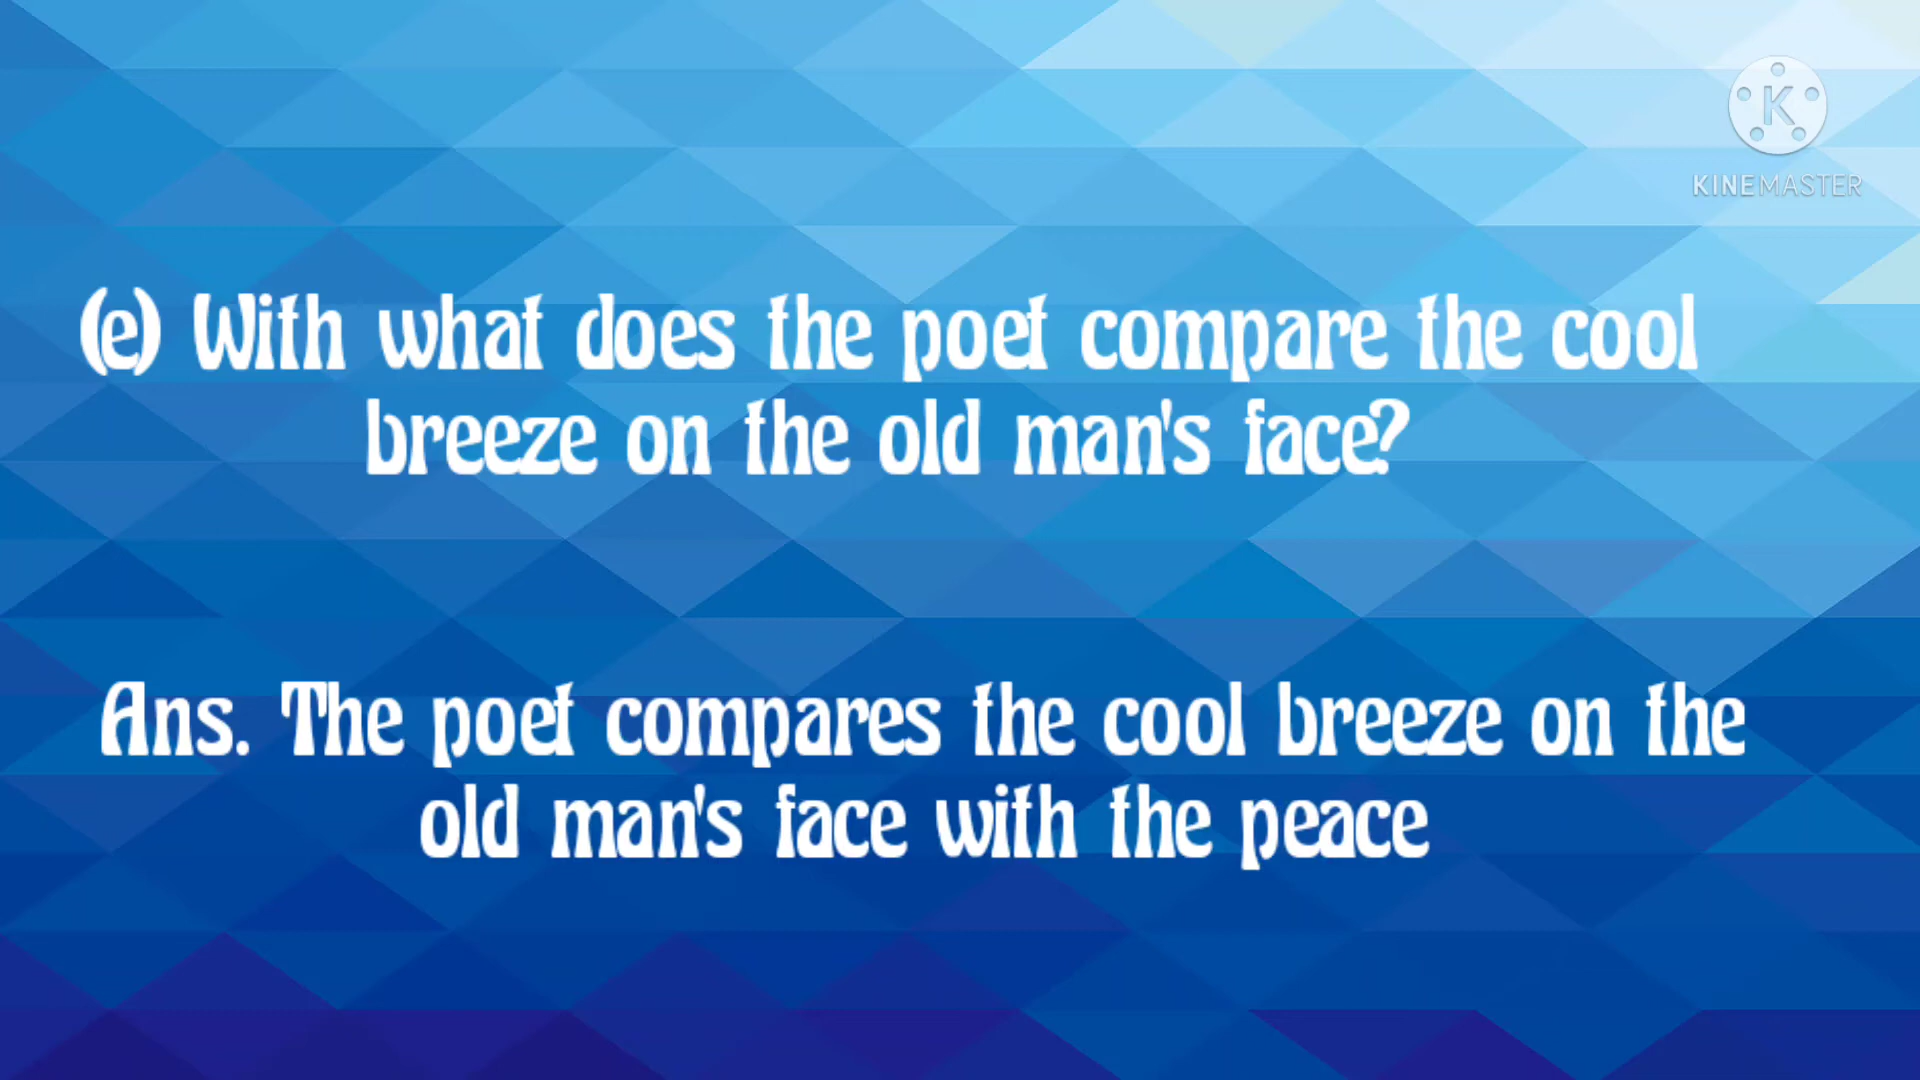 KINEMASTER
(e) With what does the poet compare the cool
breeze on the old man's face?
Ans. The poet compares the cool breeze on the
old man's face with the peace